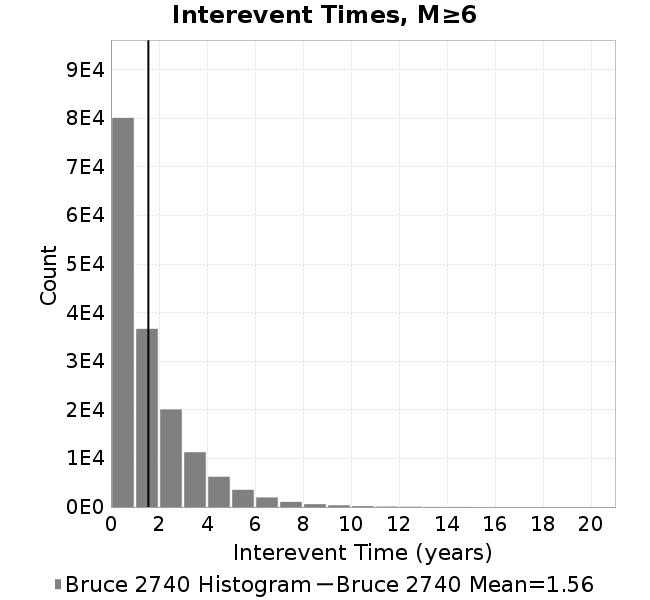 Interevent Times, M≥6
9E4
8E4
7E4
6E4
5E4
4E4
3E4
2E4
1E4
0E0
Count
0 2 4 6 8 10 12 14 16 18 20
Interevent Time (years)
Bruce 2740 Histogram Bruce 2740 Mean=1.56